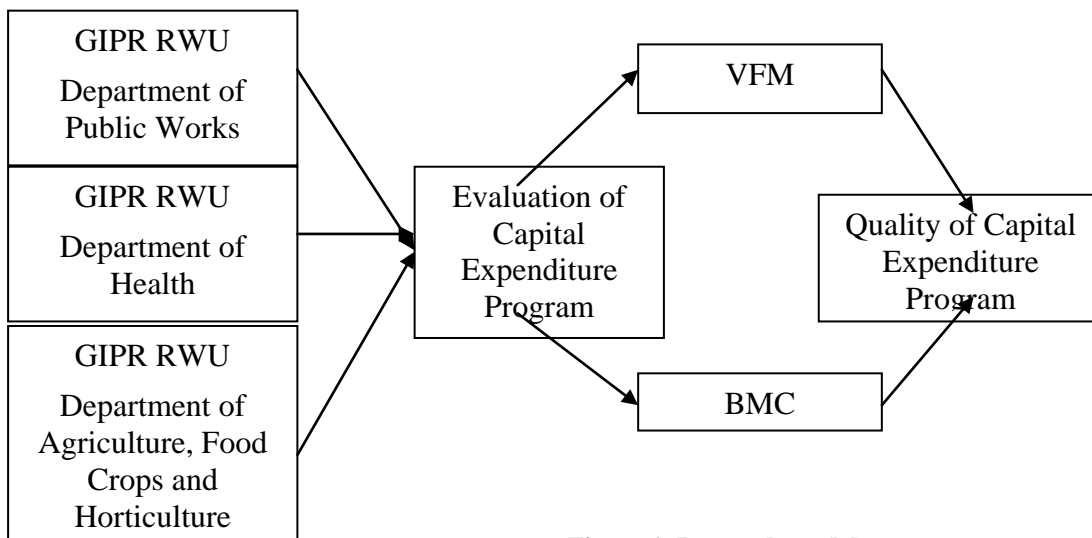 GIPR RWU
Department of
Public Works
GIPR RWU
Department of
Health
GIPR RWU
Department of
Agriculture, Food
Crops and
Horticulture
Evaluation of
Capital
Expenditure
Program
VFM
BMC
Quality of Capital
Expenditure
Program